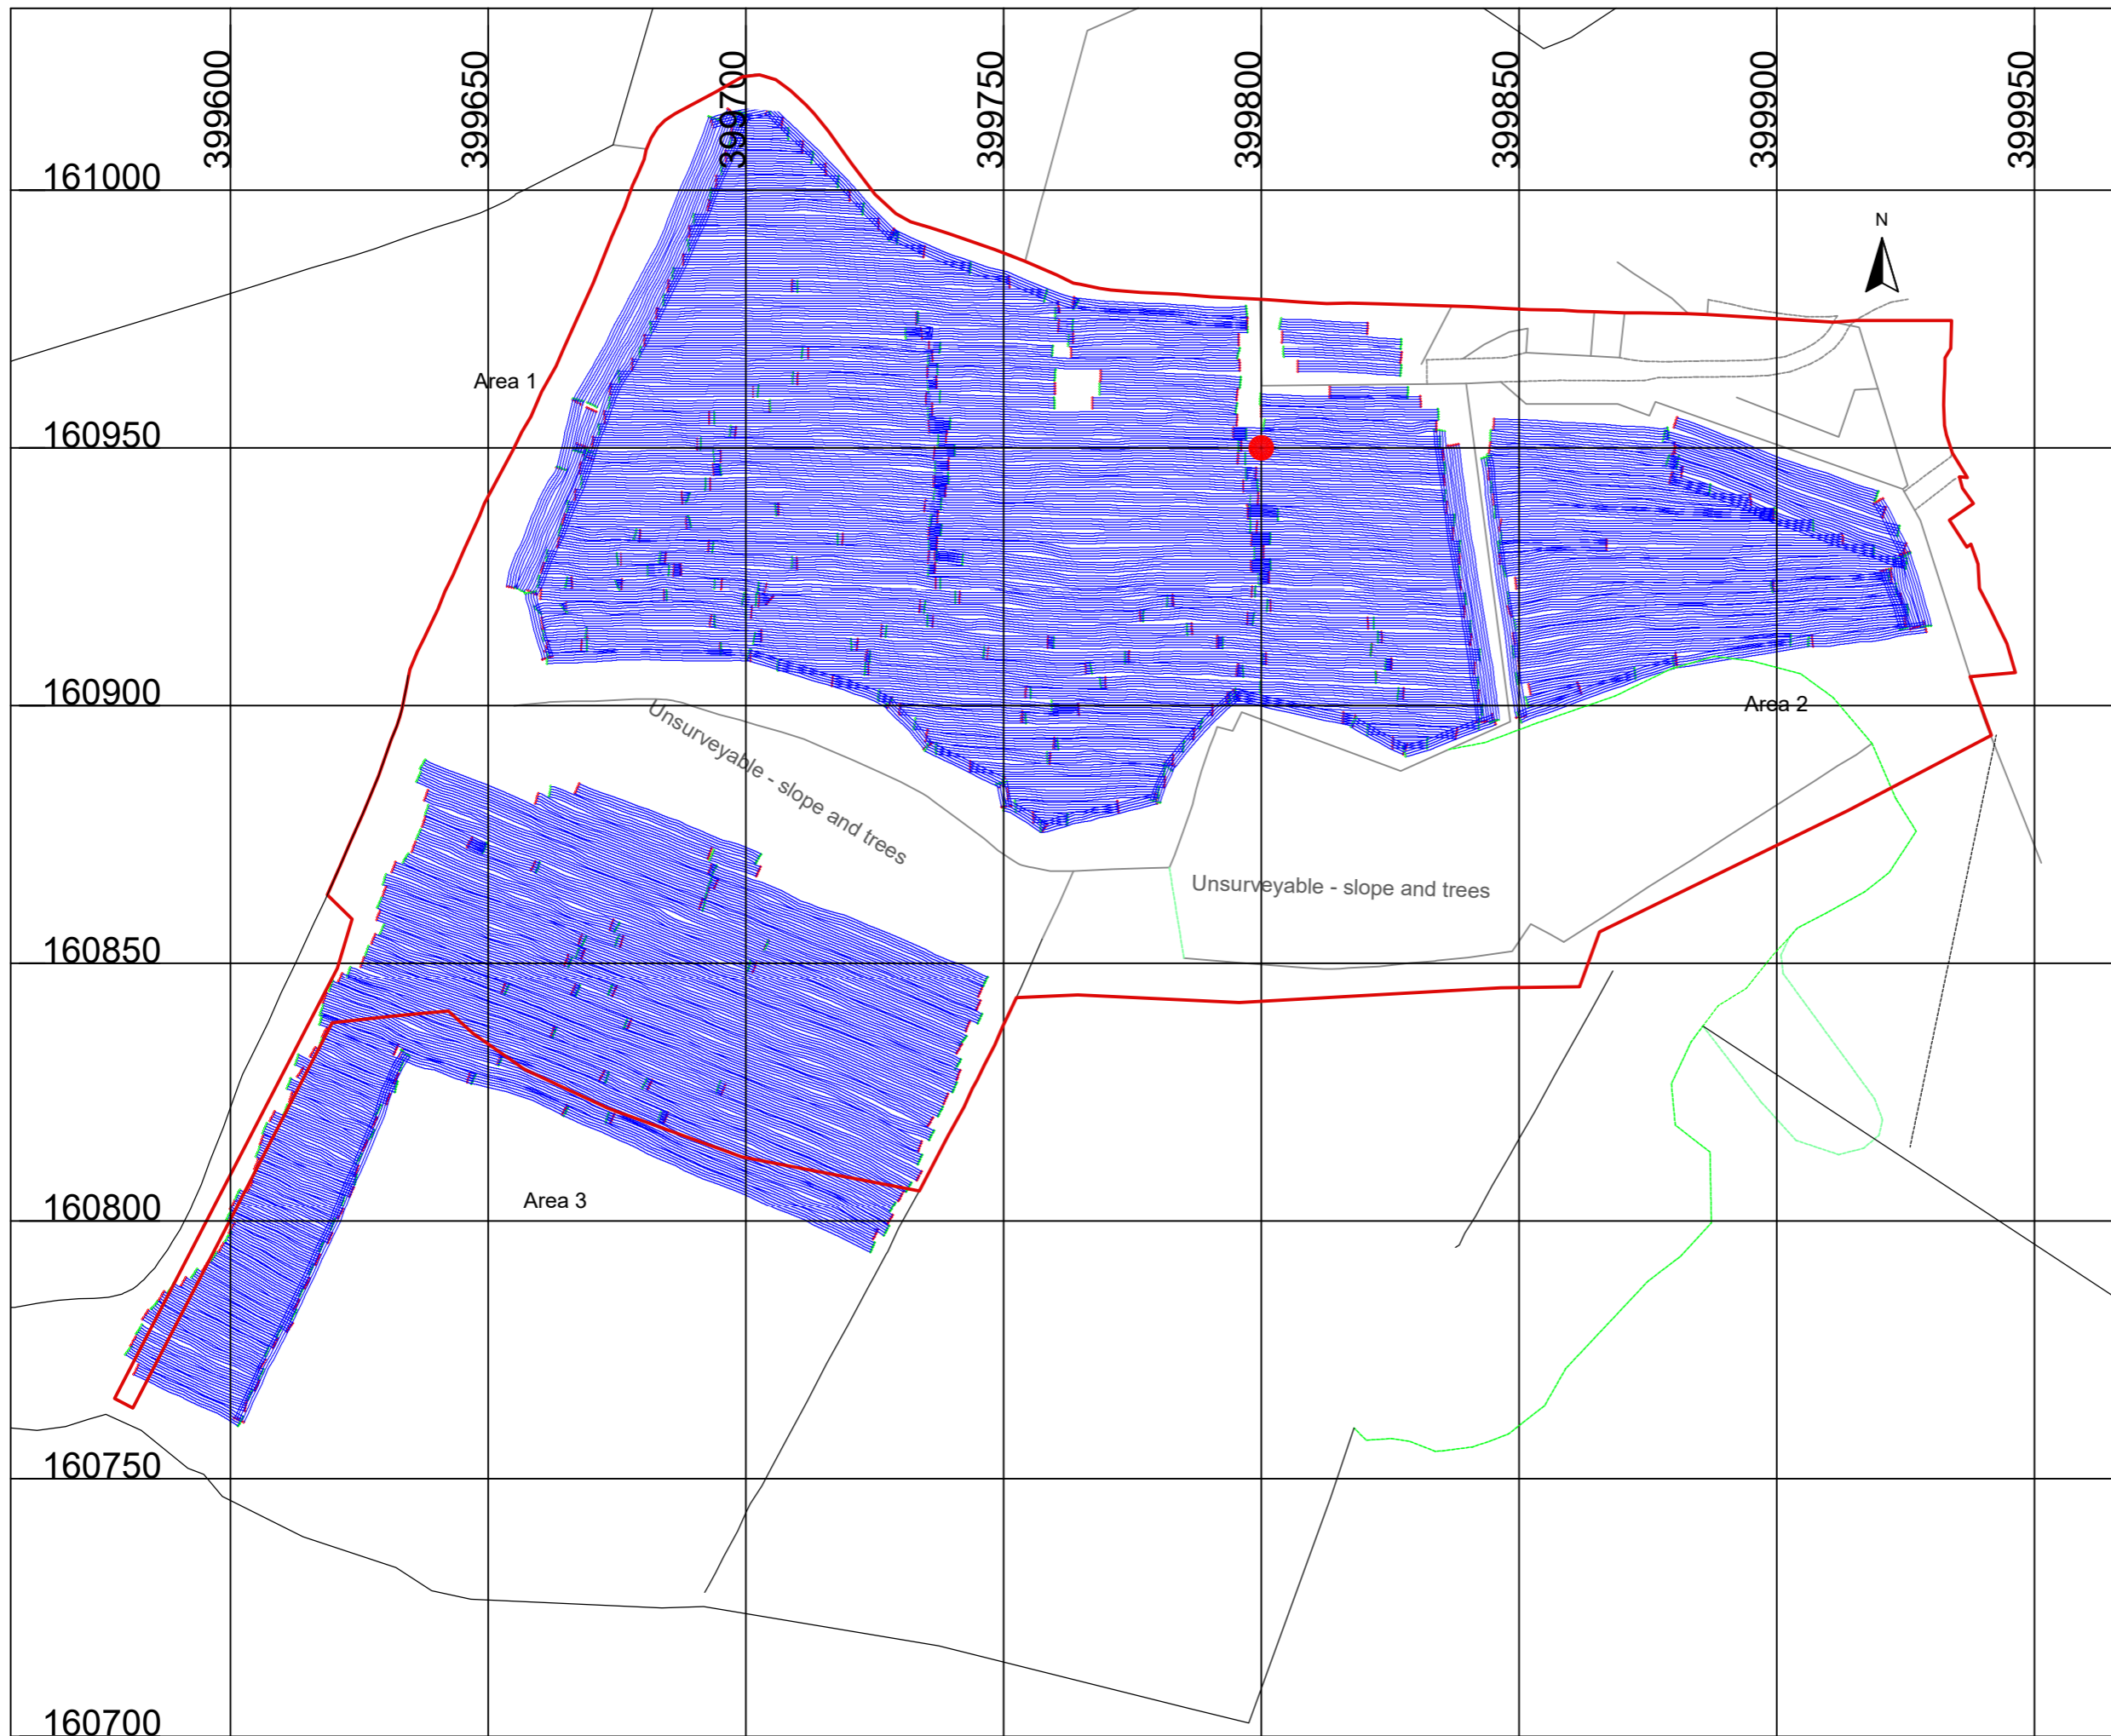 399600
399650
399700
399750
399800
399850
399900
399950
161000
N
Area 1
160950
160900
Area 2
Unsurveyable - slope and trees
Unsurveyable - slope and trees
160850
160800
Area 3
160750
160700